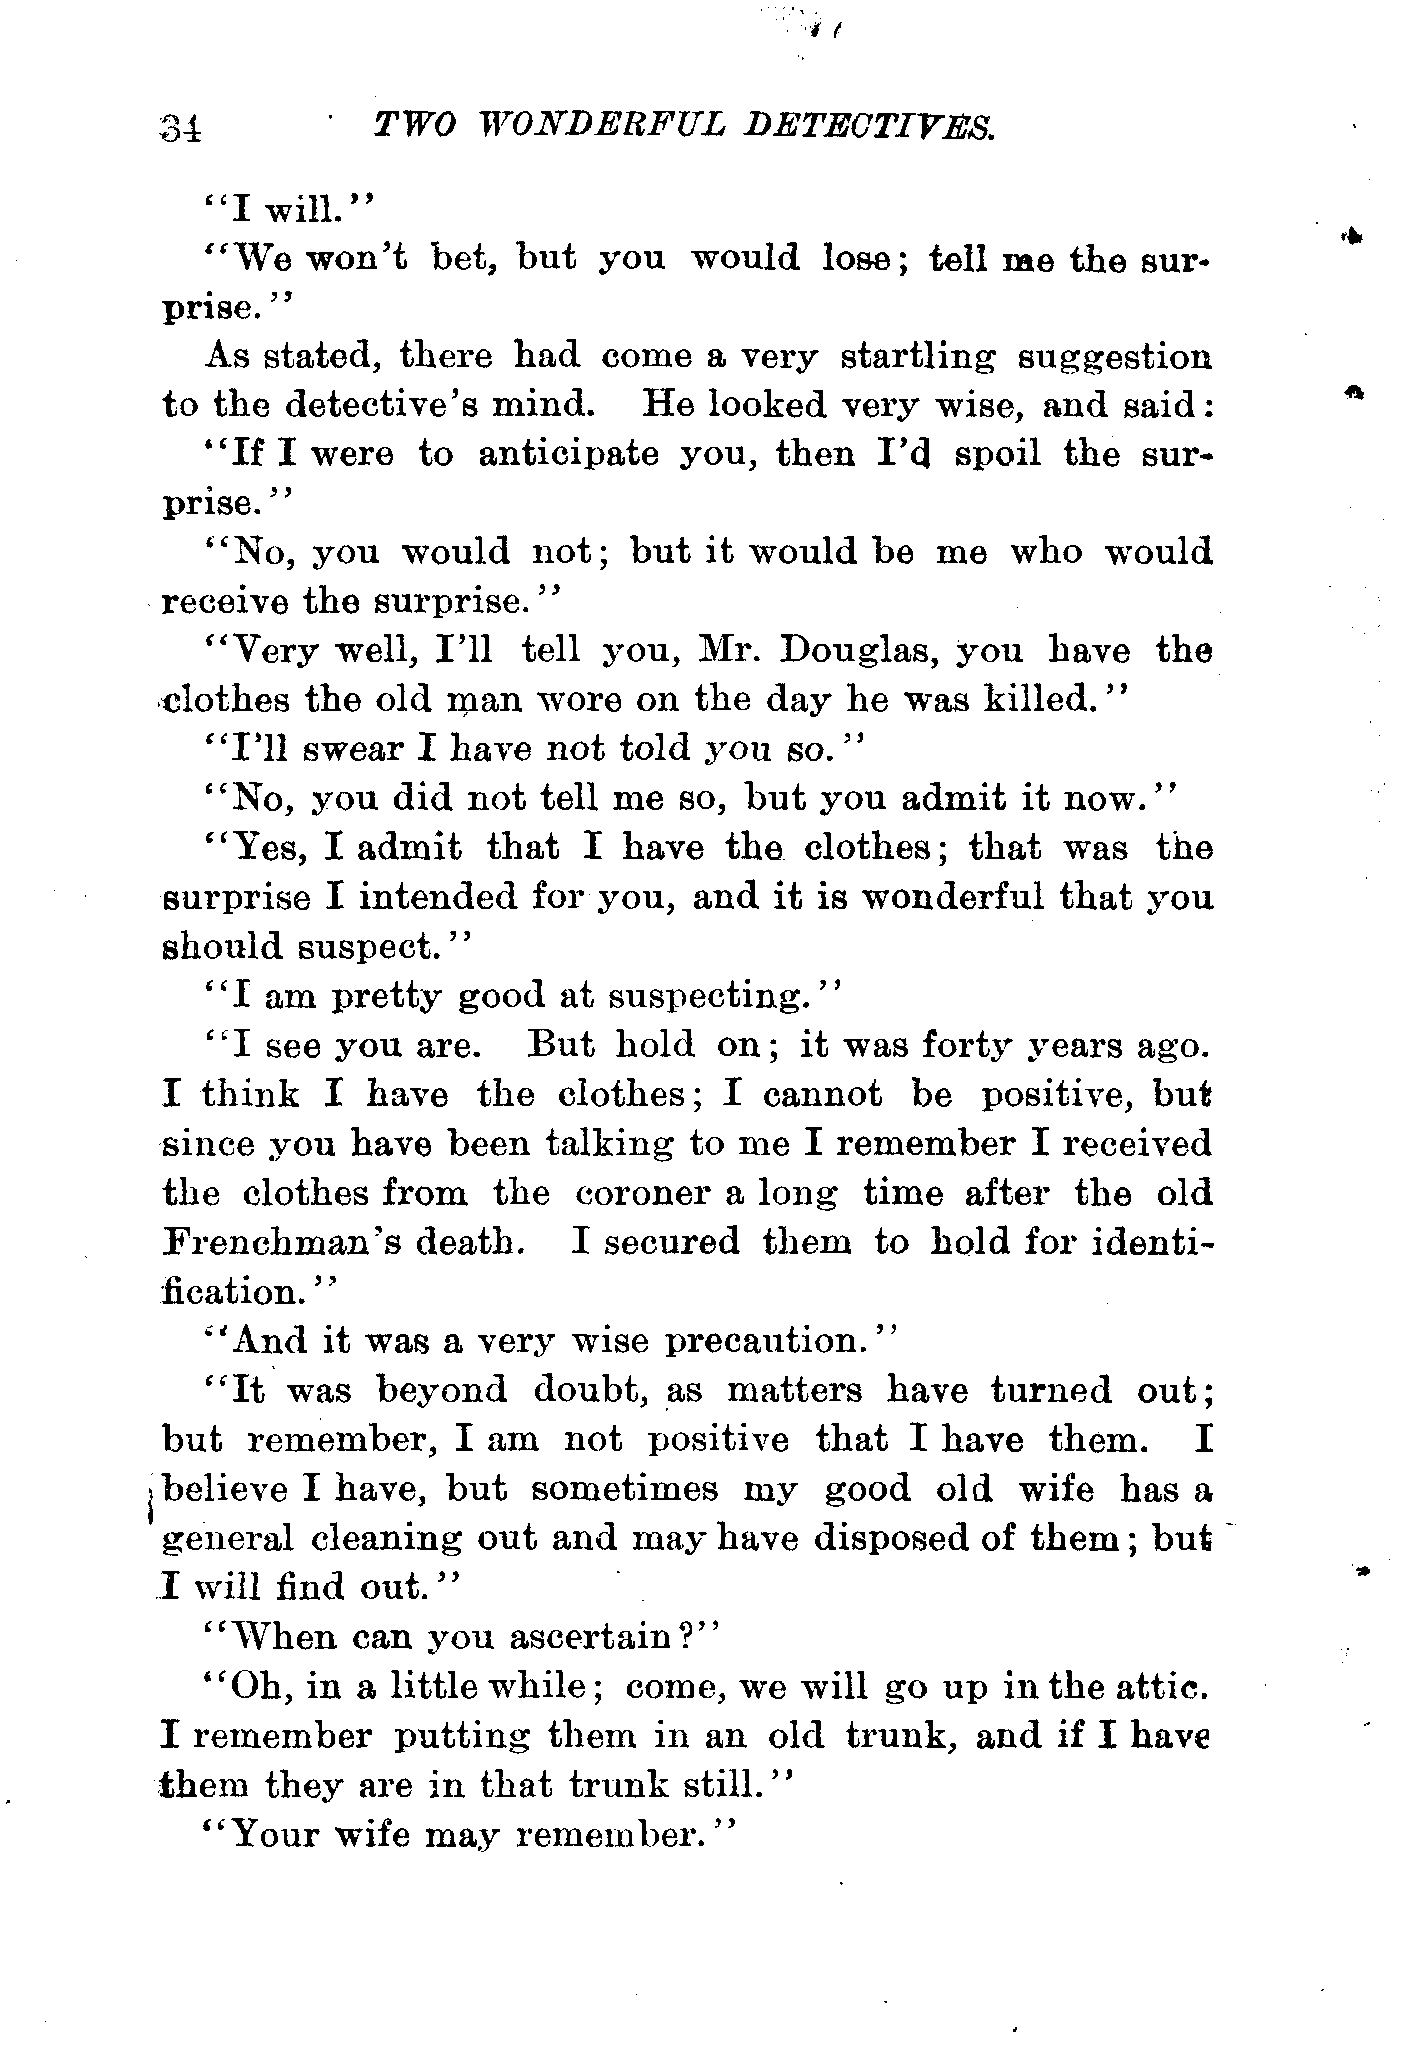 34 TWO WONDERFUL DETECTIVES.
"I will."
"We won't bet, but you would lose; tell me the sur-
prise."
As stated, there had come a very startling suggestion
to the detective's mind. He looked very wise, and said:
"If I were to anticipate you, then I'd spoil the sur-
prise."
"No, you would not; but it would be me who would
receive the surprise."
"Very well, I'll tell you, Mr. Douglas, you have the
clothes the old man wore on the day he was killed."
"I'll swear I have not told you so."
"No, you did not tell me so, but you admit it now."
"Yes, I admit that I have the clothes; that was the
surprise I intended for you, and it is wonderful that you
should suspect."
"I am pretty good at suspecting."
"I see you are. But hold on; it was forty years ago.
I think I have the clothes; I cannot be positive, but
since you have been talking to me I remember I received
the clothes from the coroner a long time after the old
Frenchman's death. I secured them to hold for identi-
fication."
"And it was a very wise precaution."
"It was beyond doubt, as matters have turned out;
but remember, I am not positive that I have them. I
believe I have, but sometimes my good old wife has a
general cleaning out and may have disposed of them; but
I will find out."
"When can you ascertain?"
"Oh, in a little while; come, we will go up in the attic.
I remember putting them in an old trunk, and if I have
them they are in that trunk still."
"Your wife may remember."